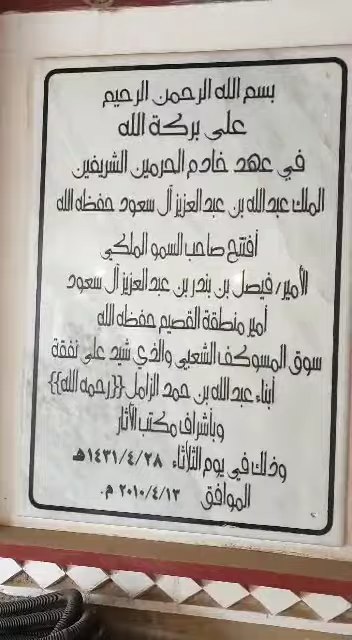 بسم الله الرحمن الرحيم
على بركة الله
في عهد خادم الحرمين الشريفين
الملك عبدالله بن عبدالعزيز آل سعود حفظه الله
أفتتح صاحب السمو الملكي
الأمير/ فيصل بن بندر بن عبدالعزيز آل سعود
أمير منطقة القصيم حفظه الله
سوق المسوكف الشعبي والذي شيد على نفقة
أبناء عبدالله بن حمد الزامل {{رحمه الله}}
وبأشراف مكتب الآثار
وذلك في يوم الثلاثاء ١٤٣١/٤/٢٨هـ
الموافق ٢٠١٠/٤/١٣ م.